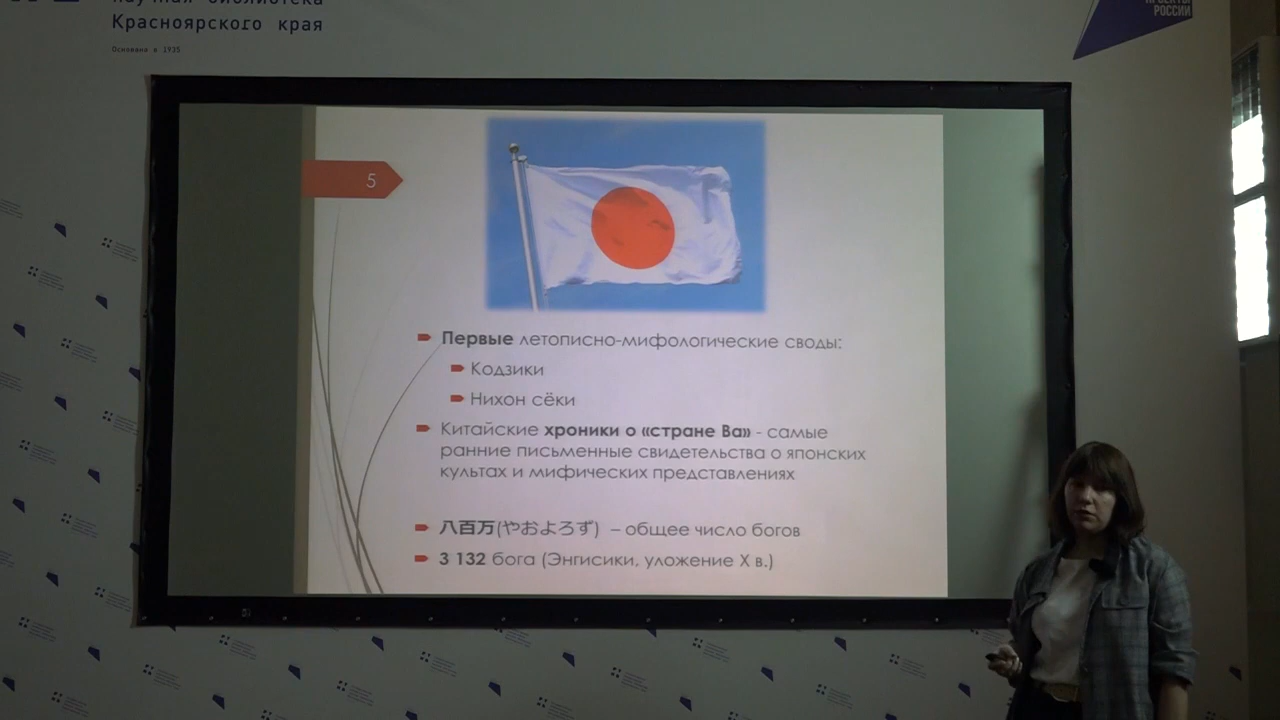 научная библиотека
Красноярского края
Основана в 1935
ПРОЕКТЫ
РОССИИ
5
Первые летописно-мифологические своды:
Кодзики
Нихон сёки
Китайские хроники о «стране Ва» - самые
ранние письменные свидетельства о японских
культах и мифических представлениях
八百万(やおよろず) – общее число богов
3 132 бога (Энгисики, уложение X в.)